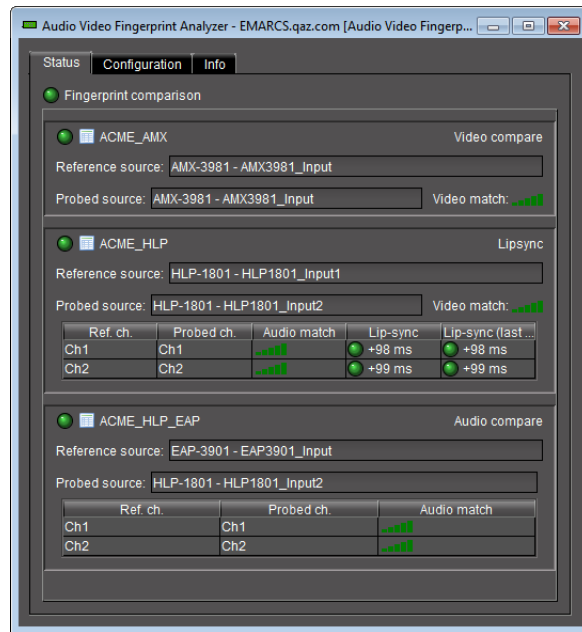 Audio Video Fingerprint Analyzer - EMARCS.qaz.com [Audio Video Fingerp...
Status Configuration Info
Fingerprint comparison
ACME_AMX Video compare
Reference source: AMX-3981 - AMX3981_Input
Probed source: AMX-3981 - AMX3981_Input Video match:
ACME_HLP Lipsync
Reference source: HLP-1801 - HLP1801_Input1
Probed source: HLP-1801 - HLP1801_Input2 Video match:
Ref. ch. Probed ch. Audio match Lip-sync Lip-sync (last ...
Ch1 Ch1 +98 ms +98 ms
Ch2 Ch2 +99 ms +99 ms
ACME_HLP_EAP Audio compare
Reference source: EAP-3901 - EAP3901_Input
Probed source: HLP-1801 - HLP1801_Input2
Ref. ch. Probed ch. Audio match
Ch1 Ch1
Ch2 Ch2